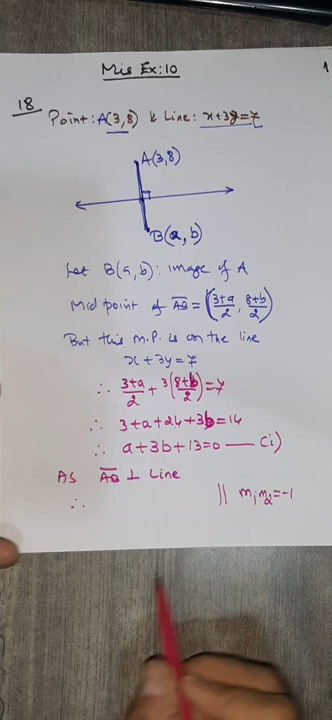 Mis Ex:10
1
18
Point: A(3,8) & Line: x+3y=7
A(3,8)
B(a,b)
Let B(a,b): image of A
Mid point of AB = (3+a/2, 8+b/2)
But this M.P. is on the line
x+3y=7
∴ 3+a/2 + 3(8+b/2)=7
∴ 3+a+24+3b=14
∴ a+3b+13=0 — (i)
As AB ⊥ Line
∴ || m₁m₂=-1